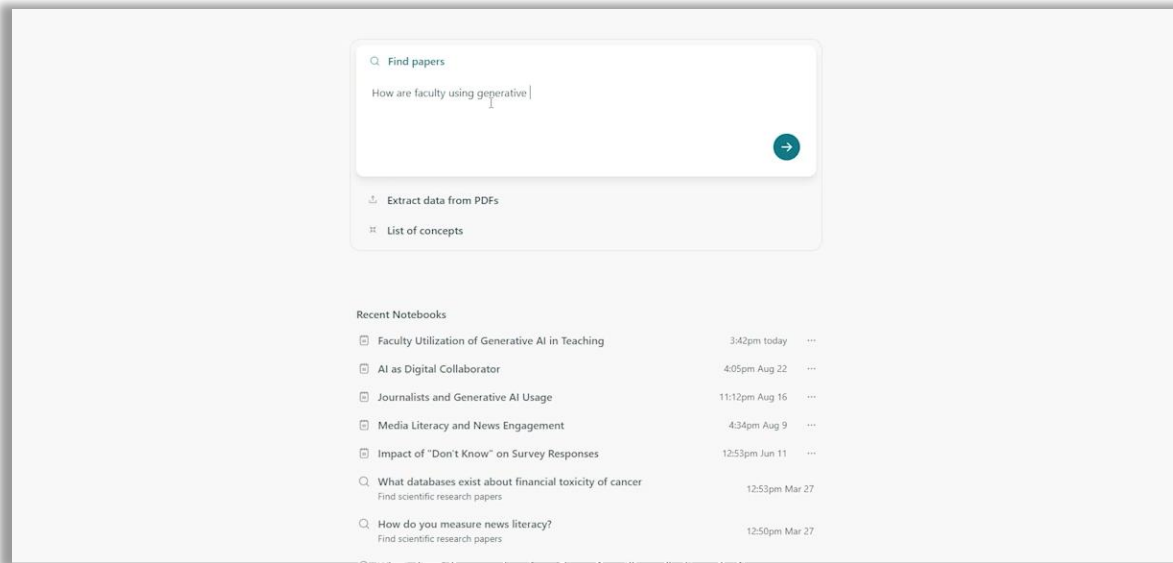 Find papers
How are faculty using generative
Extract data from PDFs
List of concepts
Recent Notebooks
Faculty Utilization of Generative AI in Teaching 3:42pm today ...
AI as Digital Collaborator 4:05pm Aug 22 ...
Journalists and Generative AI Usage 11:12pm Aug 16 ...
Media Literacy and News Engagement 4:34pm Aug 9 ...
Impact of "Don't Know" on Survey Responses 12:53pm Jun 11 ...
What databases exist about financial toxicity of cancer 12:53pm Mar 27
Find scientific research papers
How do you measure news literacy? 12:50pm Mar 27
Find scientific research papers